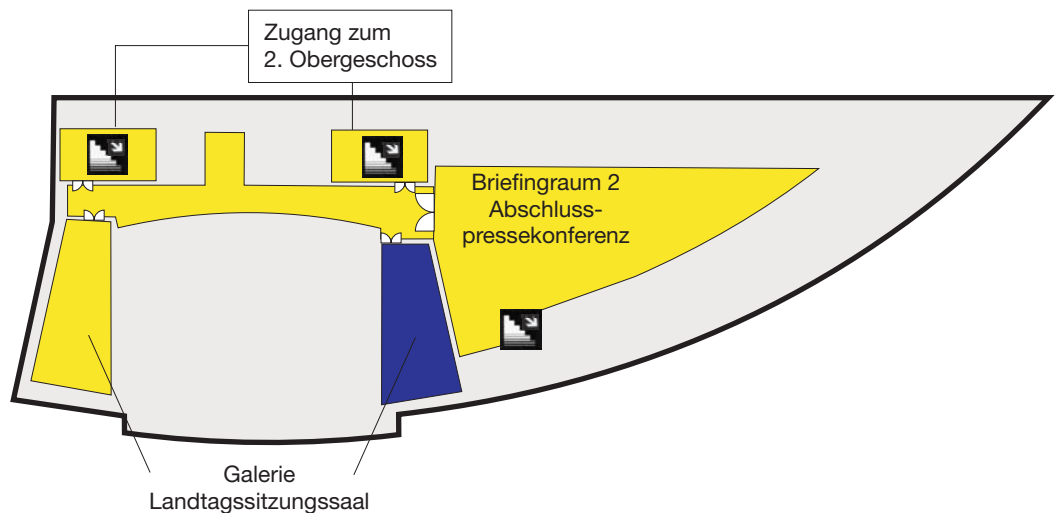 Zugang zum
2. Obergeschoss
Briefingraum 2
Abschluss-
pressekonferenz
Galerie
Landtagssitzungssaal